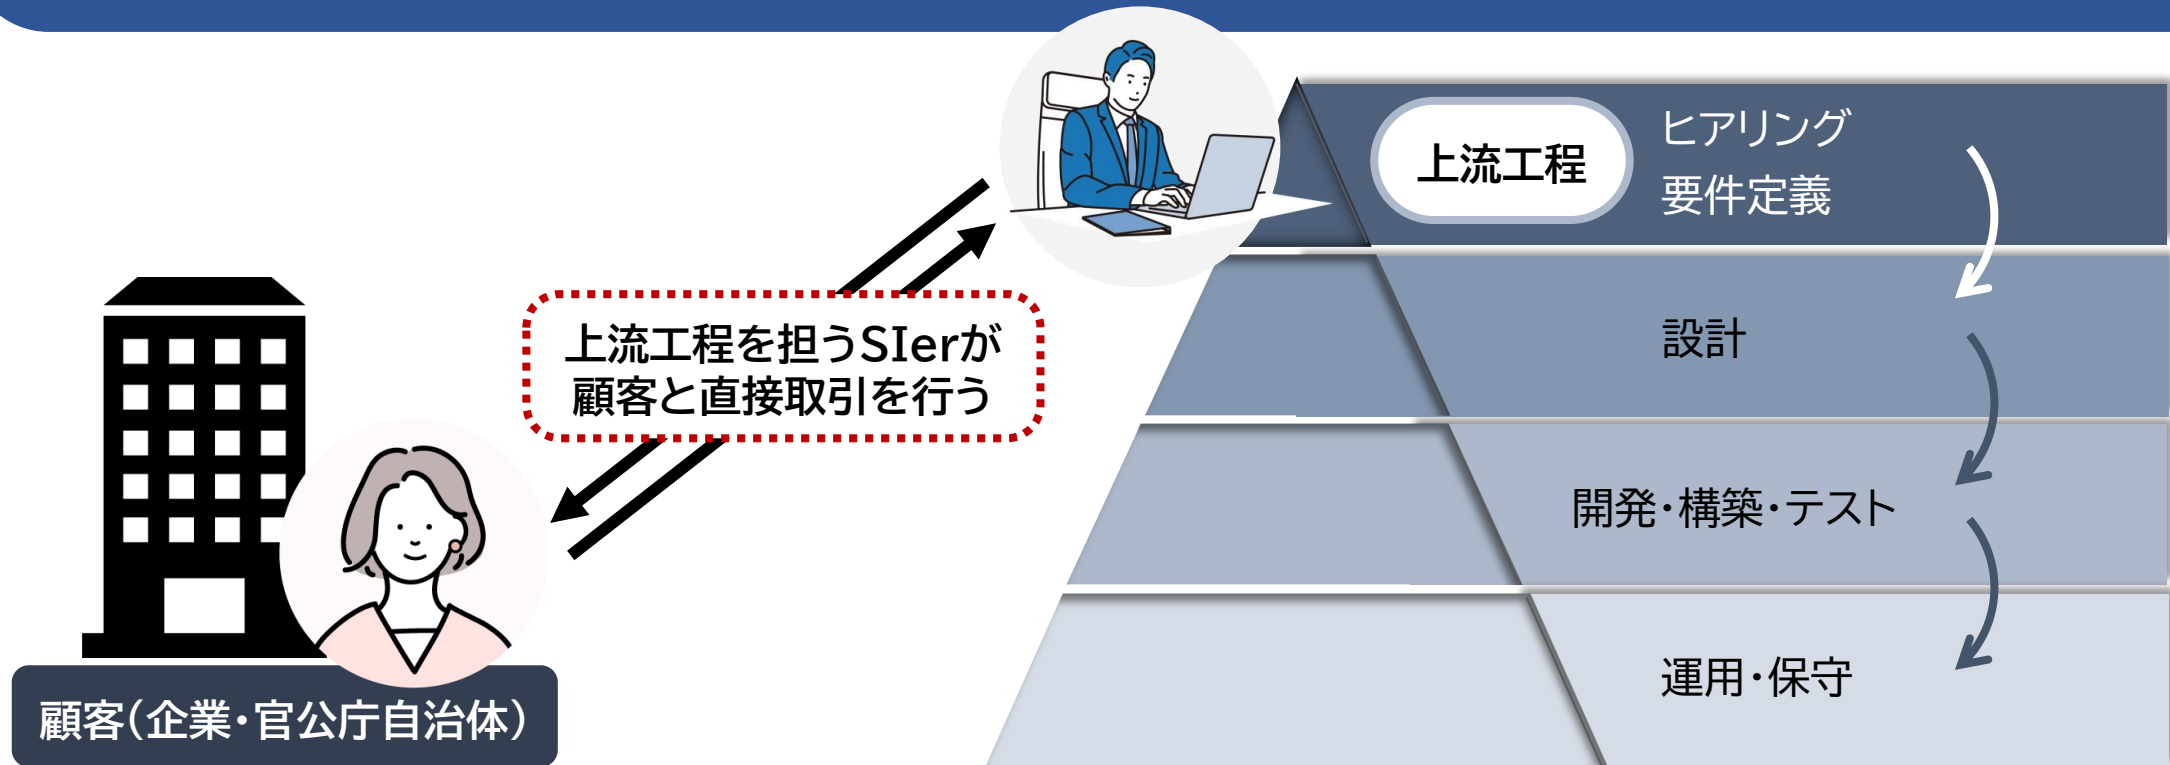 上流工程
ヒアリング
要件定義
上流工程を担うSIerが
顧客と直接取引を行う
設計
開発・構築・テスト
運用・保守
顧客(企業・官公庁自治体)